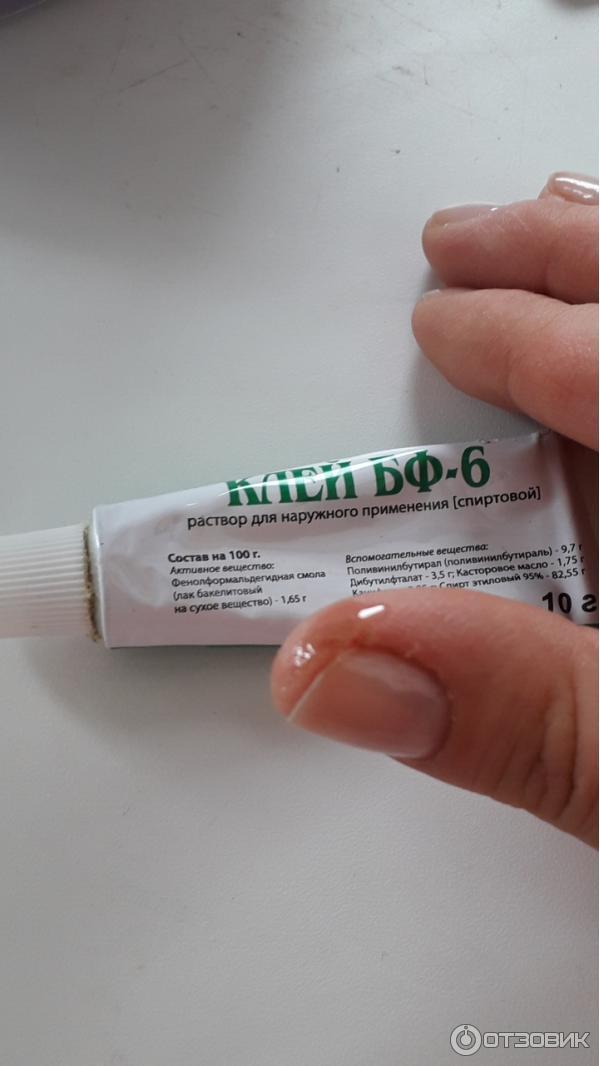 КЛЕЙ БФ-6
раствор для наружного применения [спиртовой]
Состав на 100 г.
Активное вещество:
Фенолформальдегидная смола
(лак бакелитовый
на сухое вещество) - 1,65 г
Вспомогательные вещества:
Поливинилбутирал (поливинилбутираль) - 9,7 г
Дибутилфталат - 3,5 г; Касторовое масло - 1,75 г
Спирт этиловый 95% - 82,55 г
10 г
ОТЗОВИК